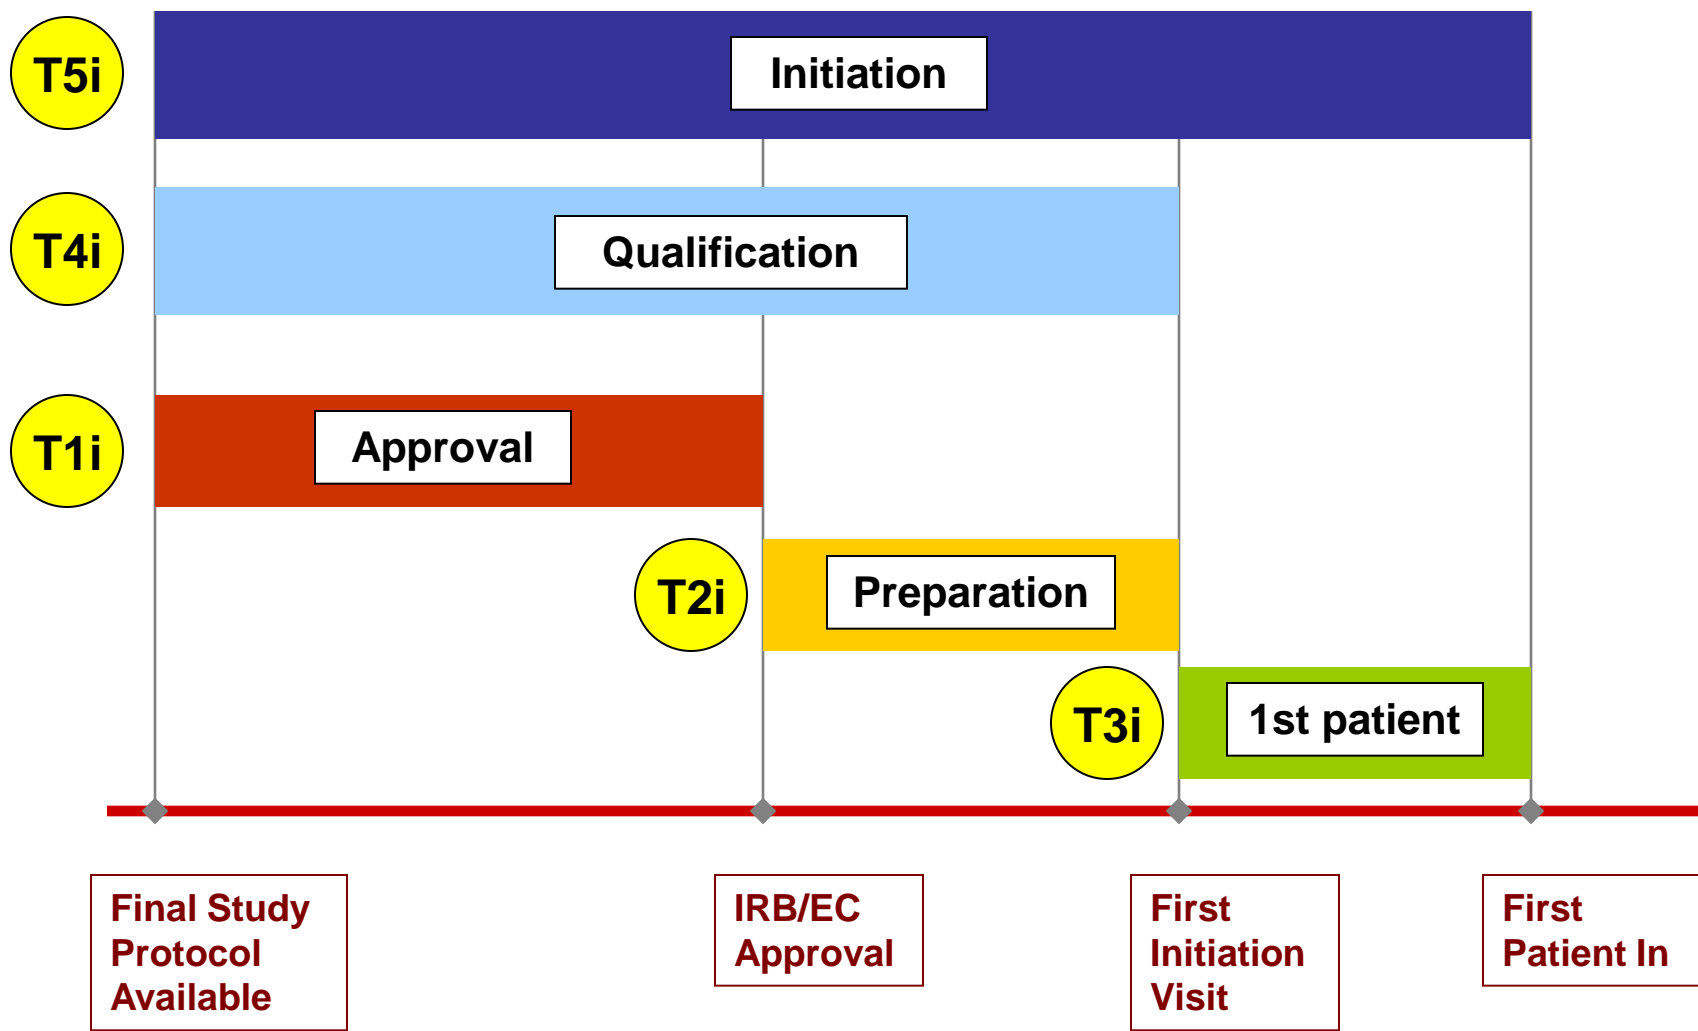 T5i
Initiation
T4i
Qualification
T1i
Approval
T2i
Preparation
T3i
1st patient
Final Study
Protocol
Available
IRB/EC
Approval
First
Initiation
Visit
First
Patient In